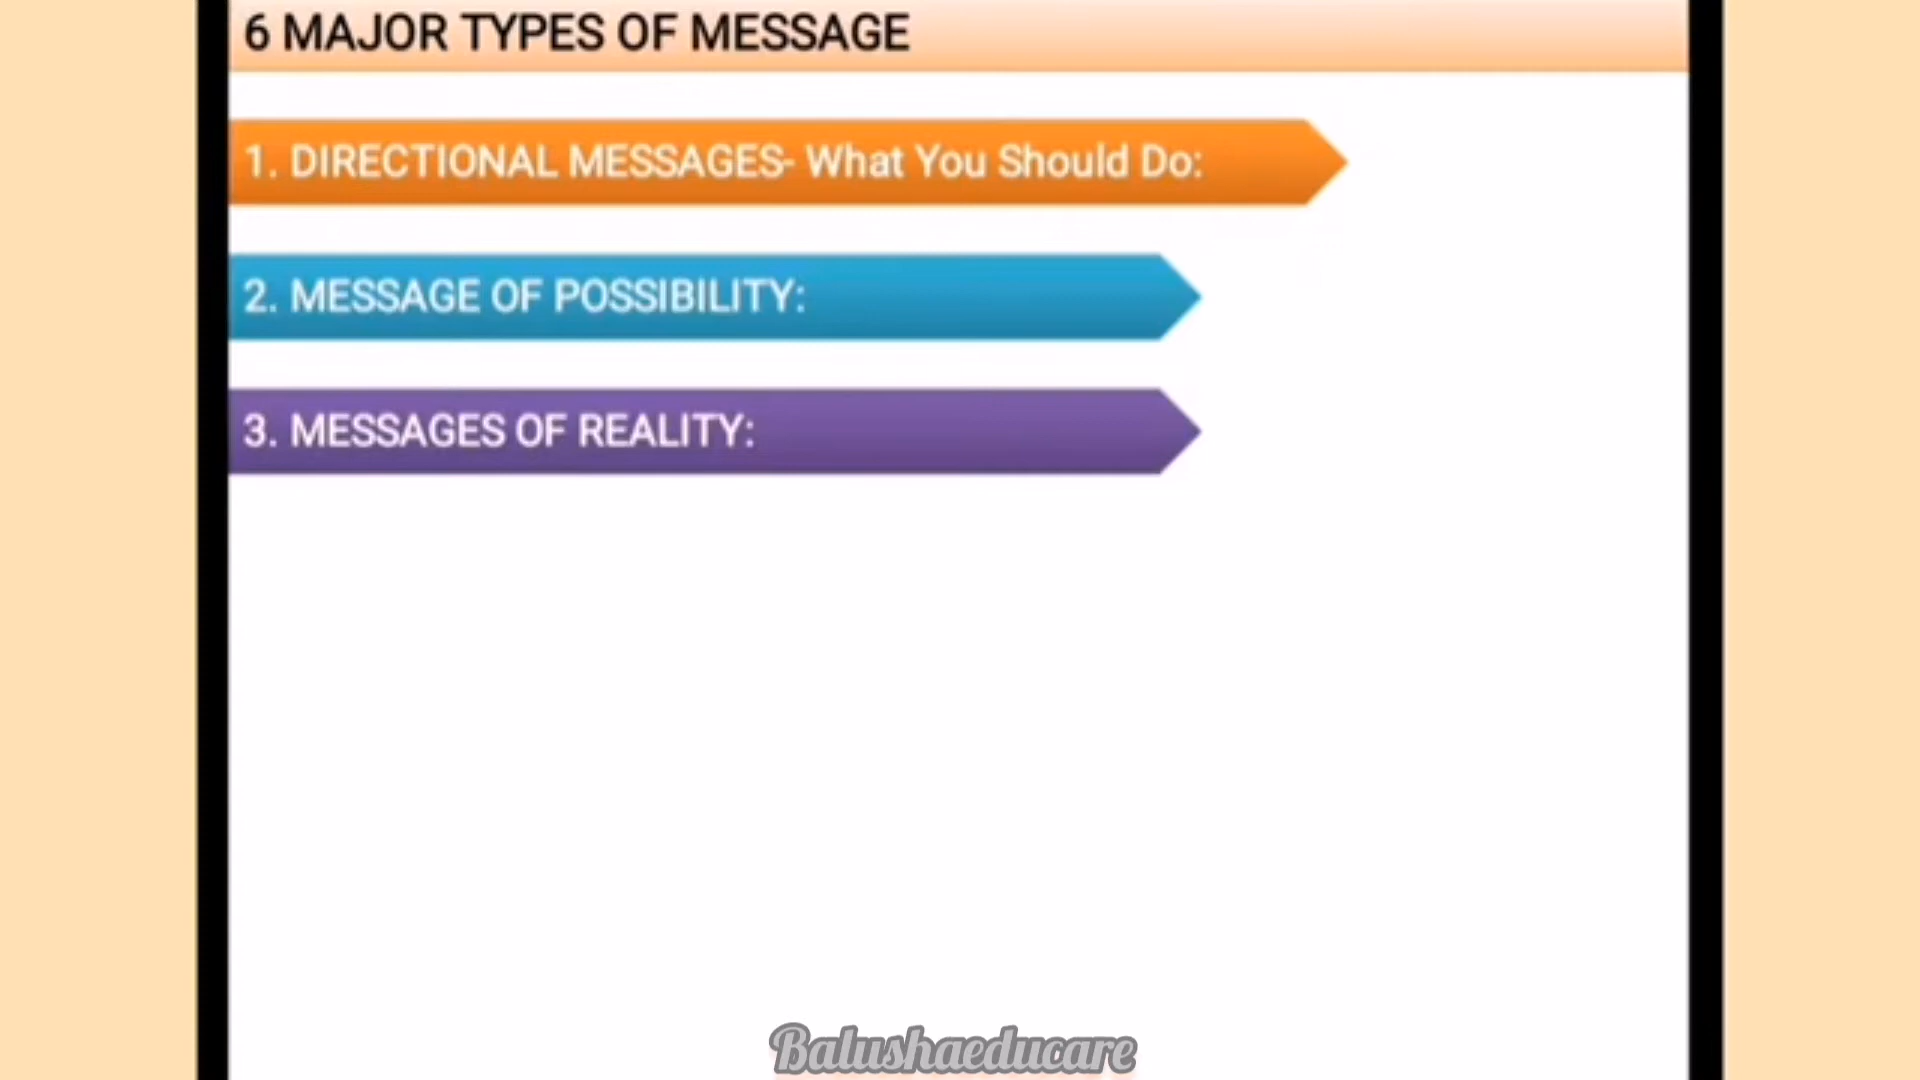 6 MAJOR TYPES OF MESSAGE
1. DIRECTIONAL MESSAGES- What You Should Do:
2. MESSAGE OF POSSIBILITY:
3. MESSAGES OF REALITY:
Balushaeducare